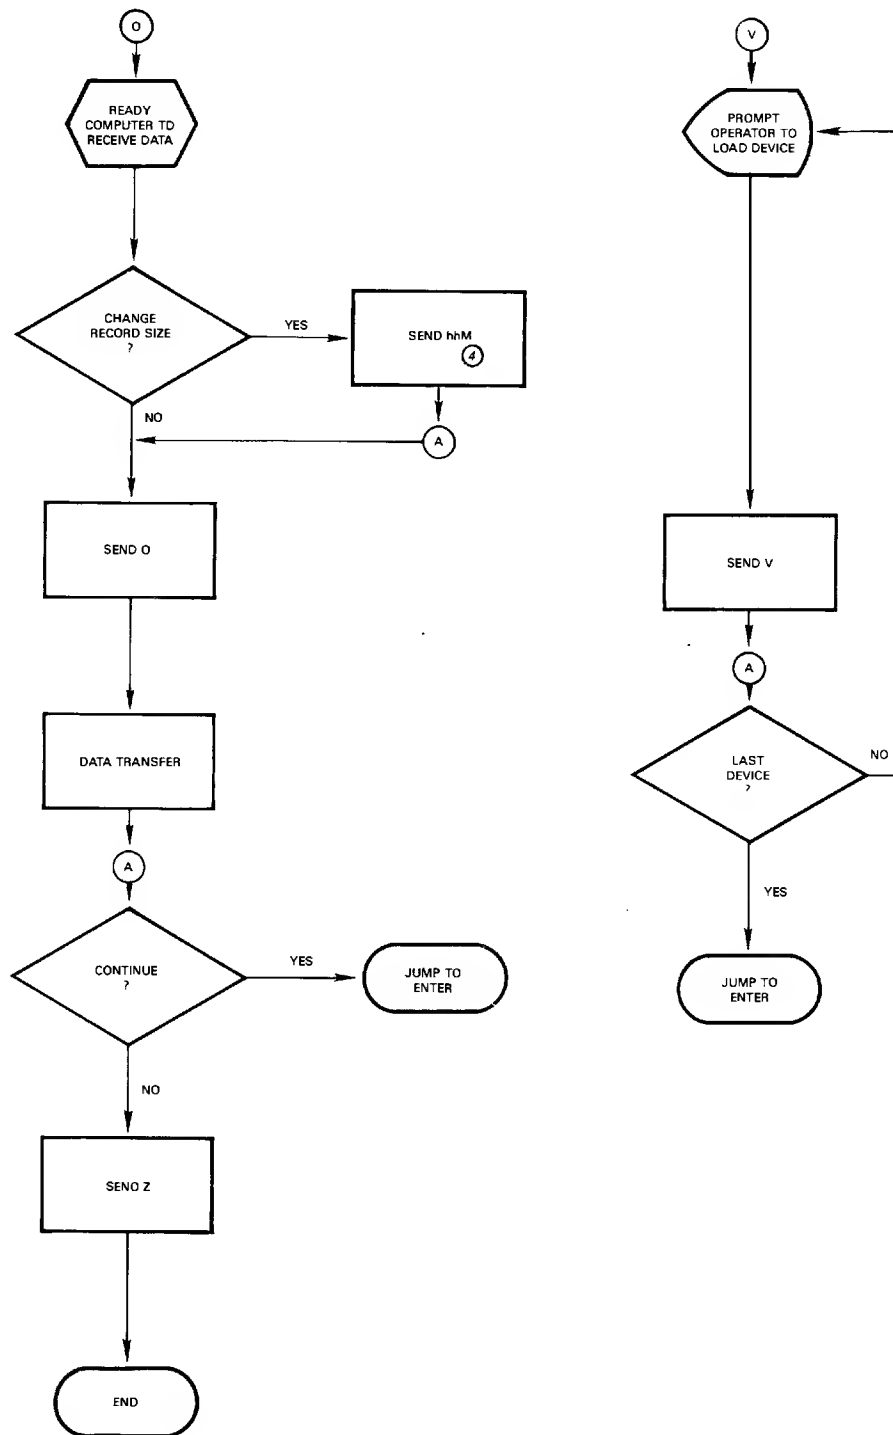 O
READY
COMPUTER TD
RECEIVE DATA
CHANGE
RECORD SIZE
?
YES
SEND hhM
4
NO
A
SEND O
DATA TRANSFER
A
CONTINUE
?
YES
JUMP TO
ENTER
NO
SENO Z
END
V
PROMPT
OPERATOR TO
LOAD DEVICE
SEND V
A
LAST
DEVICE
?
NO
YES
JUMP TO
ENTER